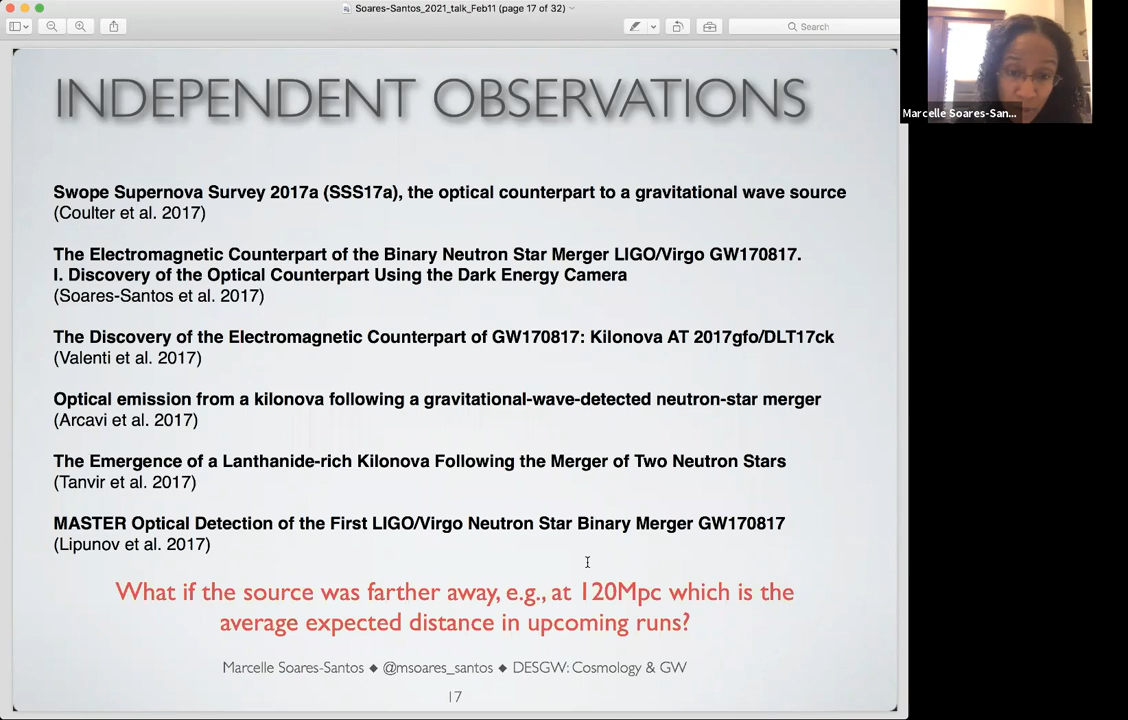 Soares-Santos_2021_talk_Feb11 (page 17 of 32)
Search
Marcelle Soares-San...
INDEPENDENT OBSERVATIONS
Swope Supernova Survey 2017a (SSS17a), the optical counterpart to a gravitational wave source
(Coulter et al. 2017)
The Electromagnetic Counterpart of the Binary Neutron Star Merger LIGO/Virgo GW170817.
I. Discovery of the Optical Counterpart Using the Dark Energy Camera
(Soares-Santos et al. 2017)
The Discovery of the Electromagnetic Counterpart of GW170817: Kilonova AT 2017gfo/DLT17ck
(Valenti et al. 2017)
Optical emission from a kilonova following a gravitational-wave-detected neutron-star merger
(Arcavi et al. 2017)
The Emergence of a Lanthanide-rich Kilonova Following the Merger of Two Neutron Stars
(Tanvir et al. 2017)
MASTER Optical Detection of the First LIGO/Virgo Neutron Star Binary Merger GW170817
(Lipunov et al. 2017)
What if the source was farther away, e.g., at 120Mpc which is the
average expected distance in upcoming runs?
Marcelle Soares-Santos ◆ @msoares_santos ◆ DESGW: Cosmology & GW
17